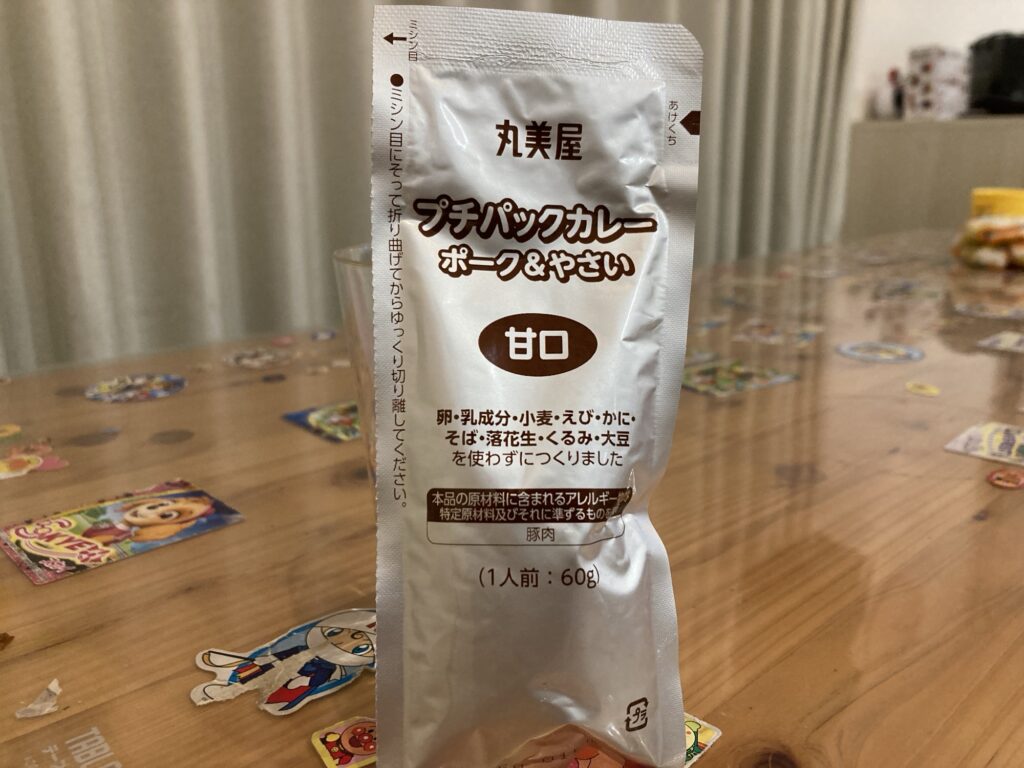 ミシン目
●ミシン目にそって折り曲げてからゆっくり切り離してください。
あけくち
丸美屋
プチパックカレー
ポーク&やさい
甘口
卵・乳成分・小麦・えび・かに・
そば・落花生・くるみ・大豆
を使わずにつくりました
本品の原材料に含まれるアレルギー
特定原材料及びそれに準ずるもの
豚肉
(1人前：60g)
プラ